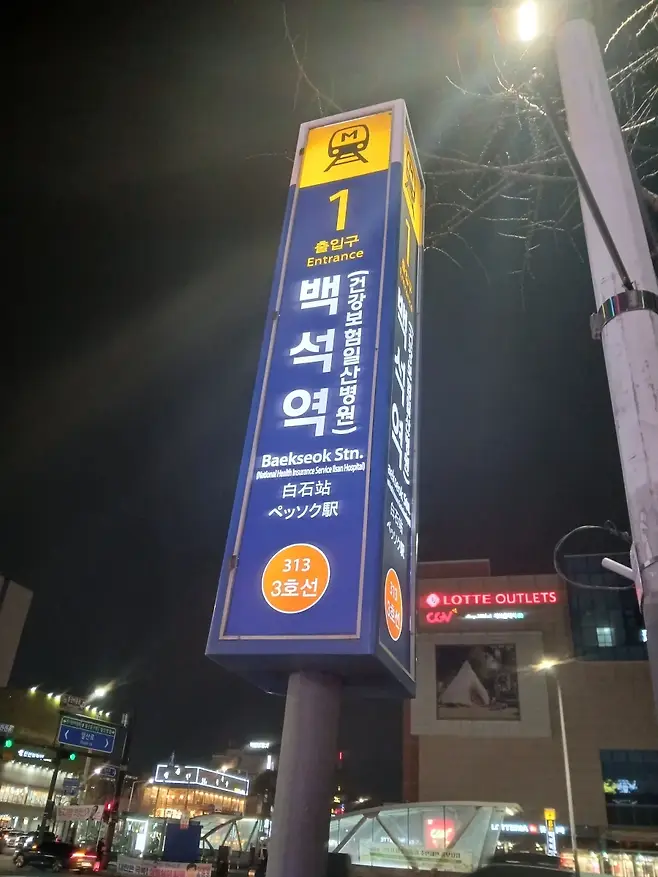 M
1
출입구
Entrance
백석역
(건강보험일산병원)
Baekseok Stn.
(National Health Insurance Service Ilsan Hospital)
白石站
ペッソク駅
313
3호선
LOTTE OUTLETS
CGV